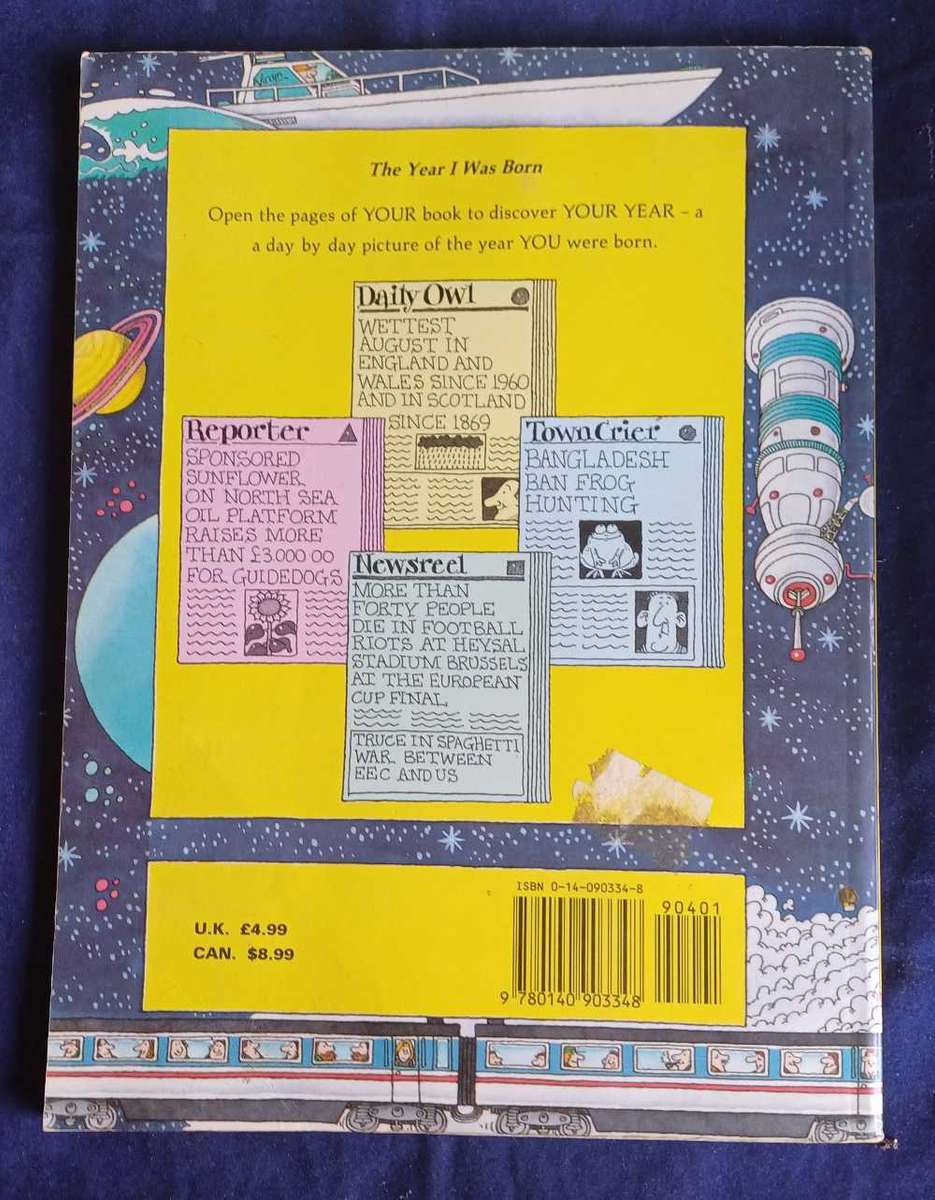 Virgin
The Year I Was Born
Open the pages of YOUR book to discover YOUR YEAR – a
a day by day picture of the year YOU were born.
Daily Owl
WETTEST
AUGUST IN
ENGLAND AND
WALES SINCE 1960
AND IN SCOTLAND
SINCE 1869
Reporter
SPONSORED
SUNFLOWER
ON NORTH SEA
OIL PLATFORM
RAISES MORE
THAN £3.000 00
FOR GUIDEDOGS
Town Crier
BANGLADESH
BAN FROG
HUNTING
Newsreel
MORE THAN
FORTY PEOPLE
DIE IN FOOTBALL
RIOTS AT HEYSAL
STADIUM BRUSSELS
AT THE EUROPEAN
CUP FINAL
TRUCE IN SPAGHETTI
WAR BETWEEN
EEC AND US
U.K. £4.99
CAN. $8.99
ISBN 0-14-090334-8
90401
9 780140 903348